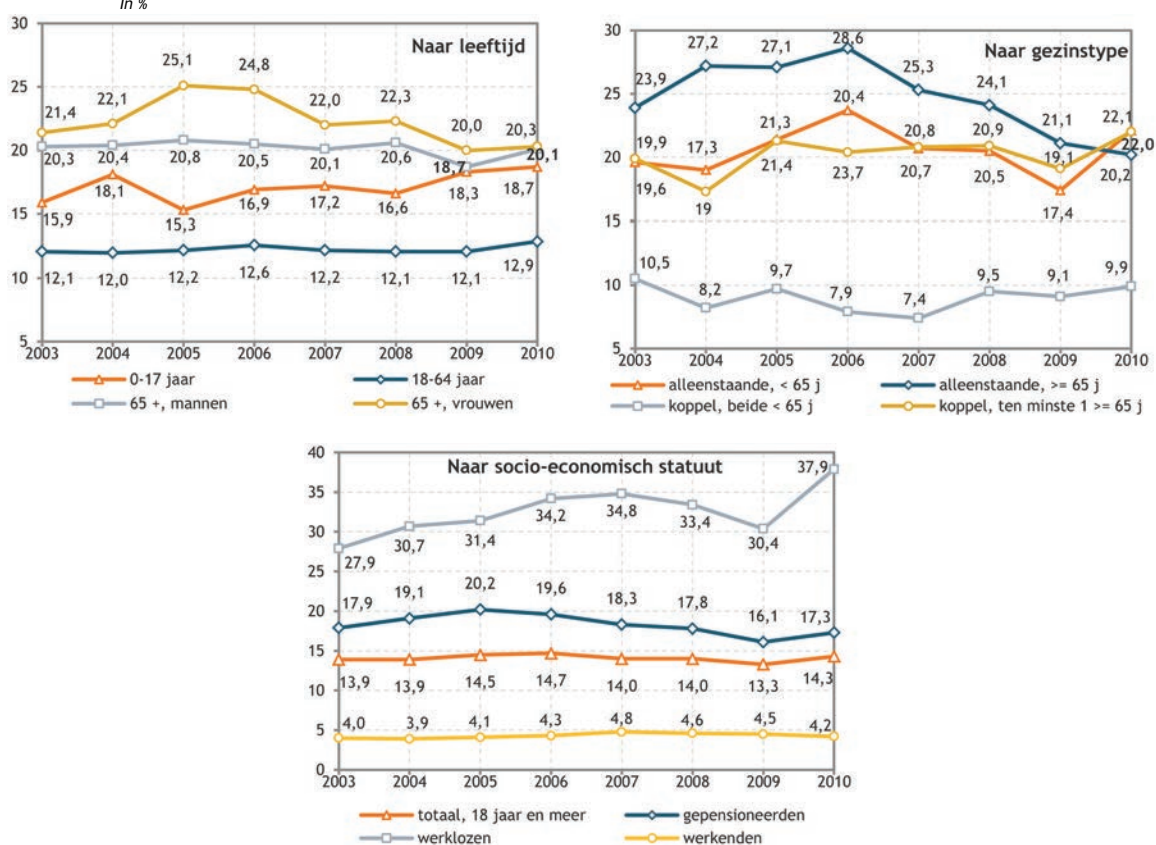 In %
Naar leeftijd
30
25
20
15
10
5
21,4 22,1 25,1 24,8 22,0 22,3 20,0 20,3
20,3 20,4 20,8 20,5 20,1 20,6 18,7 20,1
15,9 18,1 15,3 16,9 17,2 16,6 18,3 18,7
12,1 12,0 12,2 12,6 12,2 12,1 12,1 12,9
2003 2004 2005 2006 2007 2008 2009 2010
0-17 jaar 18-64 jaar
65 +, mannen 65 +, vrouwen
Naar gezinstype
30
25
20
15
10
5
23,9 27,2 27,1 28,6 25,3 24,1 21,1 22,1
19,9 17,3 21,3 20,4 20,8 20,9 19,1 22,0
19,6 19 21,4 23,7 20,7 20,5 17,4 20,2
10,5 8,2 9,7 7,9 7,4 9,5 9,1 9,9
2003 2004 2005 2006 2007 2008 2009 2010
alleenstaande, < 65 j alleenstaande, >= 65 j
koppel, beide < 65 j koppel, ten minste 1 >= 65 j
Naar socio-economisch statuut
40
35
30
25
20
15
10
5
0
27,9 30,7 31,4 34,2 34,8 33,4 30,4 37,9
17,9 19,1 20,2 19,6 18,3 17,8 16,1 17,3
13,9 13,9 14,5 14,7 14,0 14,0 13,3 14,3
4,0 3,9 4,1 4,3 4,8 4,6 4,5 4,2
2003 2004 2005 2006 2007 2008 2009 2010
totaal, 18 jaar en meer gepensioneerden
werklozen werkenden